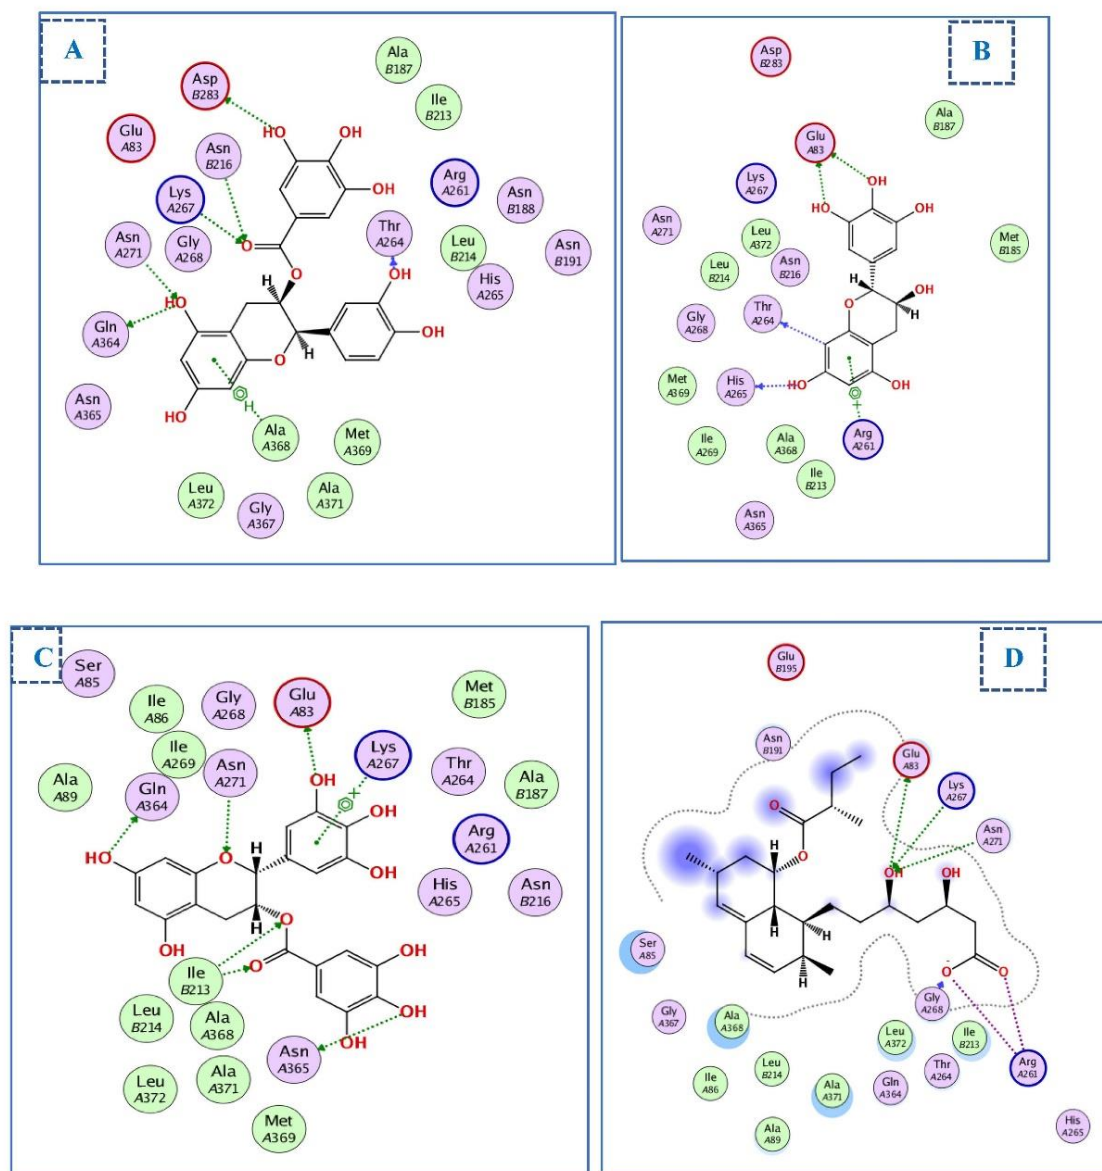 A
Ala
B187
Asp
B283
Ile
B213
Glu
A83
HO
OH
Asn
B216
Lys
A267
OH
Arg
A261
Asn
B188
Asn
A271
Gly
A268
O
Thr
A264
Leu
B214
Asn
B191
O
OH
His
A265
HO
H
Gln
A364
OH
O
H
Asn
A365
HO
H
Ala
A368
Met
A369
Leu
A372
Gly
A367
Ala
A371
B
Asp
B283
Ala
B187
Glu
A83
Lys
A267
OH
HO
OH
Asn
A271
Leu
A372
Met
B185
Leu
B214
Asn
B216
H
OH
Gly
A268
Thr
A264
O
H
Met
A369
His
A265
HO
OH
Ile
A269
Ala
A368
Arg
A261
Ile
B213
Asn
A365
C
Ser
A85
Ile
A86
Gly
A268
Glu
A83
Met
B185
Ile
A269
Asn
A271
Lys
A267
Thr
A264
Ala
B187
Ala
A89
Gln
A364
OH
OH
Arg
A261
HO
O
H
OH
His
A265
Asn
B216
OH
H
O
Ile
B213
O
OH
Leu
B214
Ala
A368
OH
OH
Asn
A365
Leu
A372
Ala
A371
Met
A369
D
Glu
B195
Asn
B191
Glu
A83
Lys
A267
O
Asn
A271
H
O
OH
OH
H
H
Ser
A85
H
O
-
O
Gly
A268
Gly
A367
Ala
A368
Leu
A372
Ile
B213
Leu
B214
Thr
A264
Arg
A261
Ile
A86
Ala
A371
Gln
A364
Ala
A89
His
A265